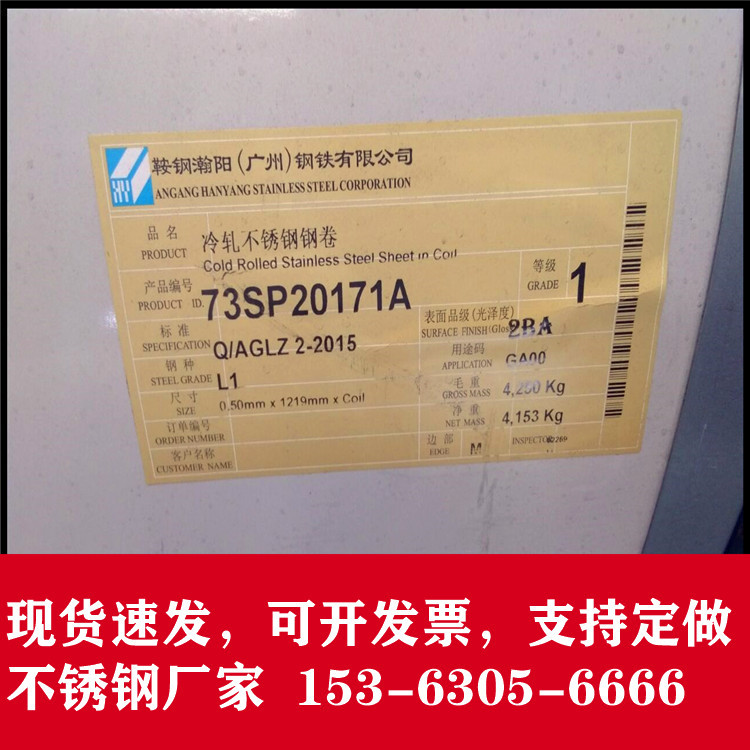 鞍钢瀚阳(广州)钢铁有限公司
ANGANG HANYANG STAINLESS STEEL CORPORATION
品名
PRODUCT
冷轧不锈钢钢卷
Cold Rolled Stainless Steel Sheet in Coil
等级
GRADE
1
产品编号
PRODUCT ID.
73SP20171A
表面品级(光泽度)
SURFACE FINISH(Glos
2BA
标准
SPECIFICATION
Q/AGLZ 2-2015
用途码
APPLICATION
GA00
钢种
STEEL GRADE
L1
毛重
GROSS MASS
4,200 Kg
尺寸
SIZE
0.50mm x 1219mm x Coil
净重
NET MASS
4,153 Kg
订单编号
ORDER NUMBER
边部
EDGE
M
INSPECTOR
客户名称
CUSTOMER NAME
现货速发,可开发票,支持定做
不锈钢厂家 153-6305-6666